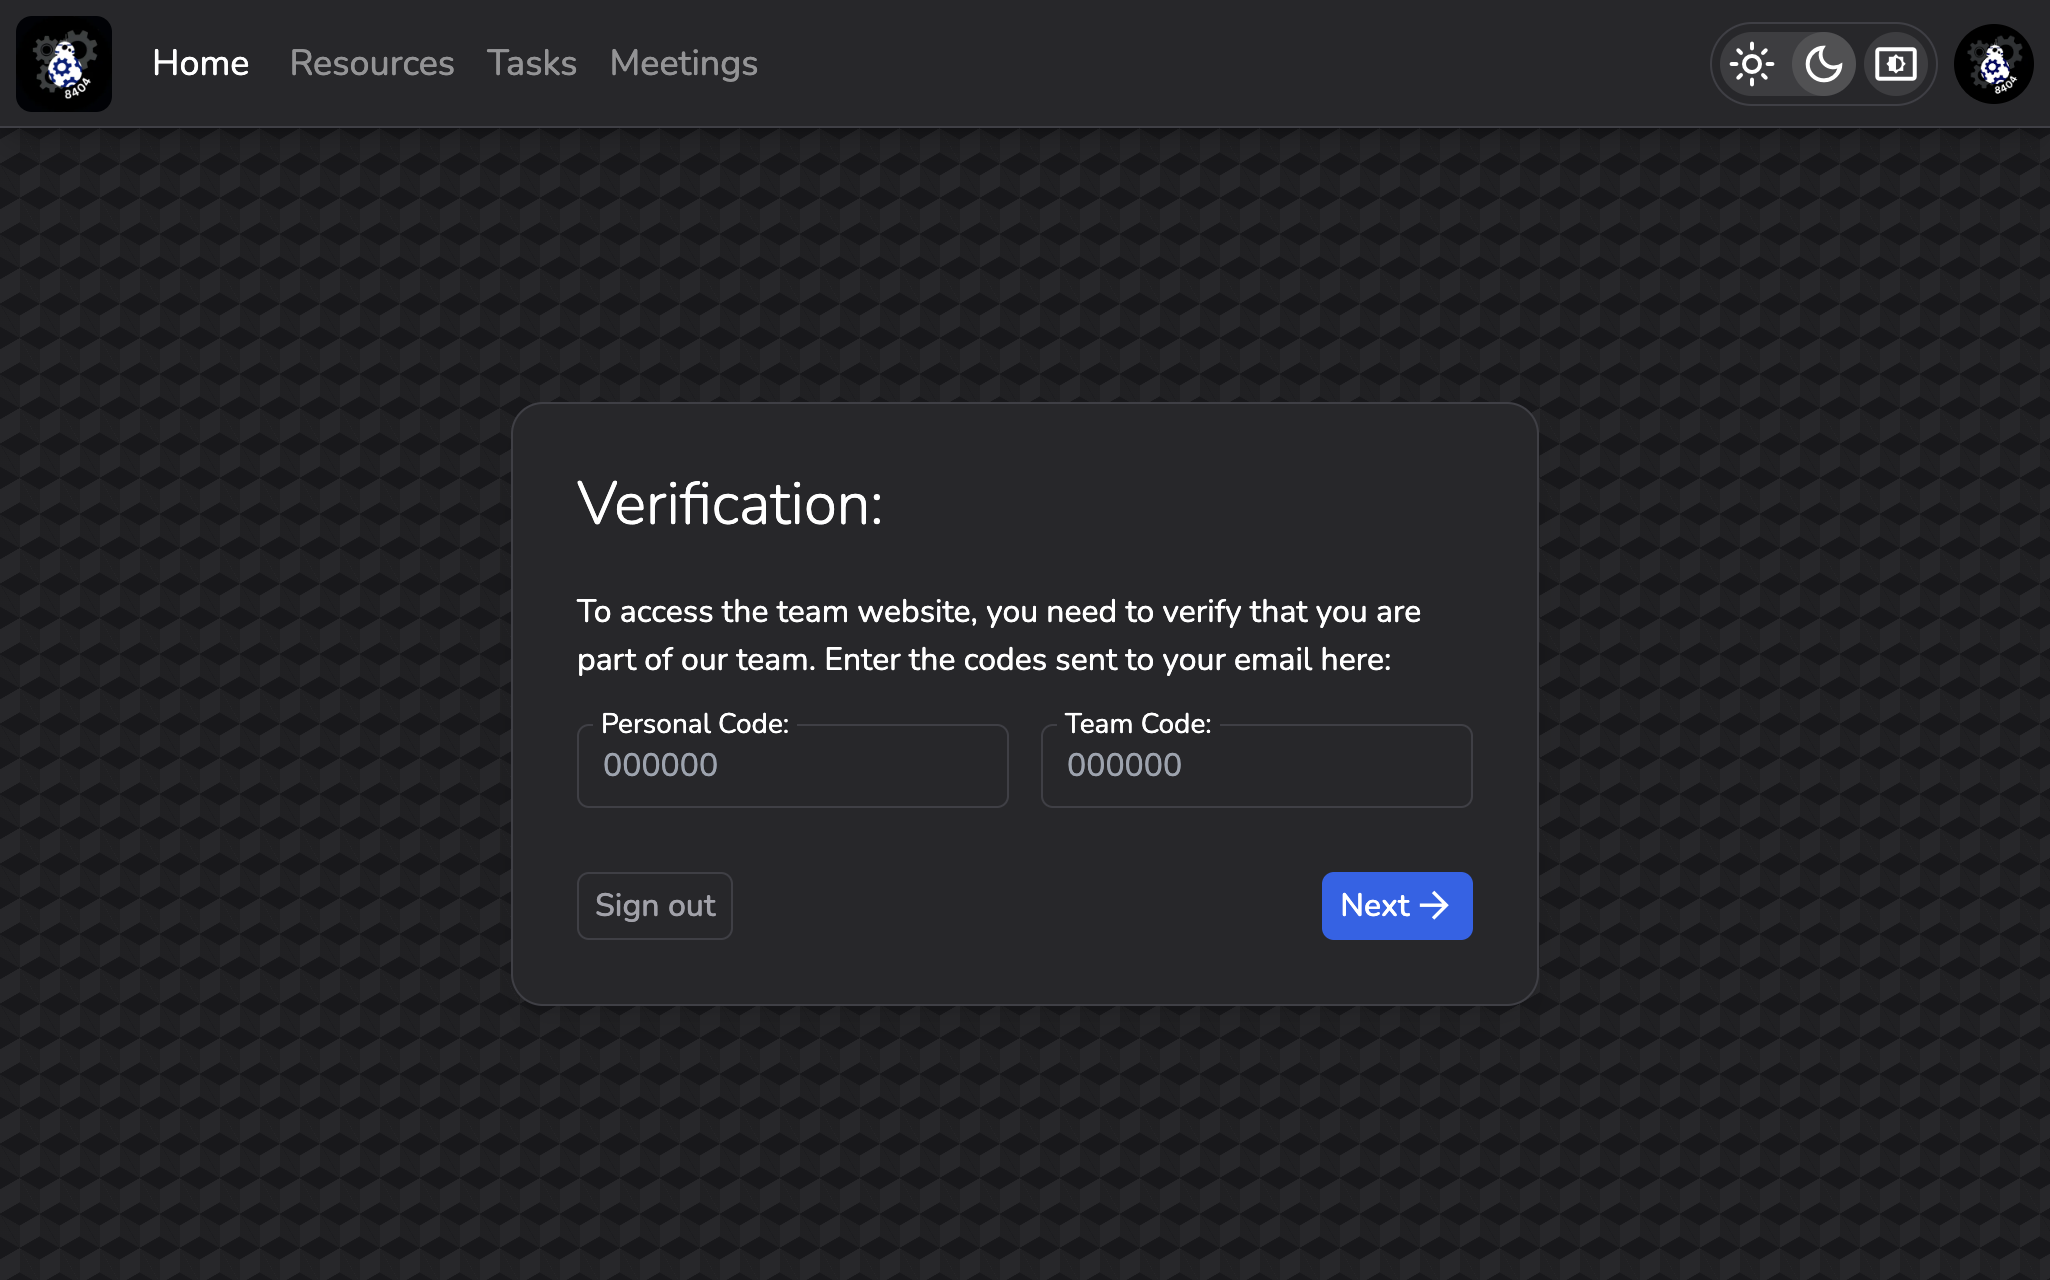 8404
Home
Resources
Tasks
Meetings
8404
Verification:
To access the team website, you need to verify that you are
part of our team. Enter the codes sent to your email here:
Personal Code:
Team Code:
000000
000000
Sign out
Next